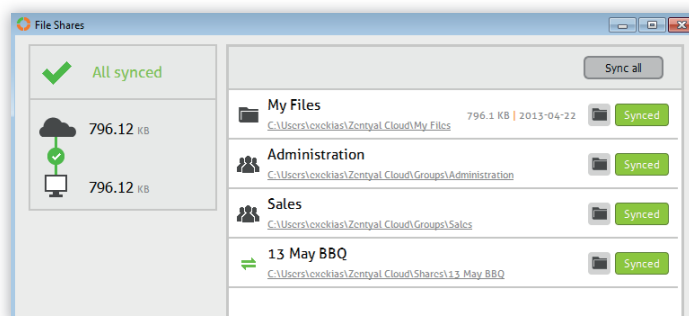 File Shares
All synced
796.12 KB
796.12 KB
Sync all
My Files
796.1 KB | 2013-04-22
C:\Users\exekias\Zentyal Cloud\My Files
Synced
Administration
C:\Users\exekias\Zentyal Cloud\Groups\Administration
Synced
Sales
C:\Users\exekias\Zentyal Cloud\Groups\Sales
Synced
13 May BBQ
C:\Users\exekias\Zentyal Cloud\Shares\13 May BBQ
Synced